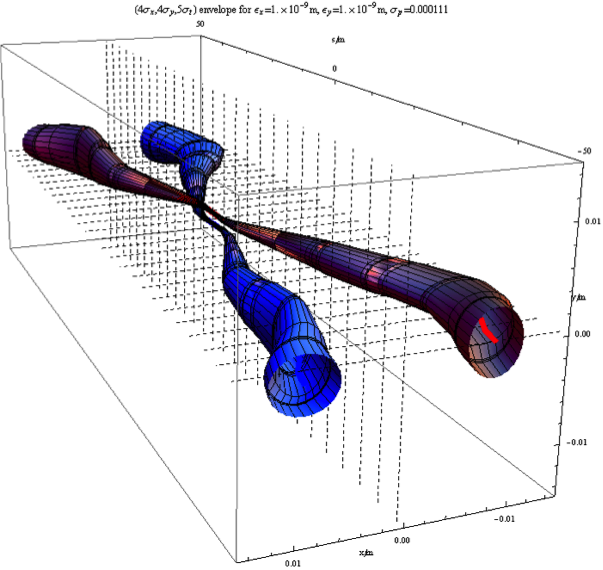 (4σx,4σy,5σt) envelope for ϵx=1.×10⁻⁹m, ϵy=1.×10⁻⁹m, σp=0.000111
50
s/m
0
-50
0.01
y/m
0.00
-0.01
-0.01
0.00
x/m
0.01